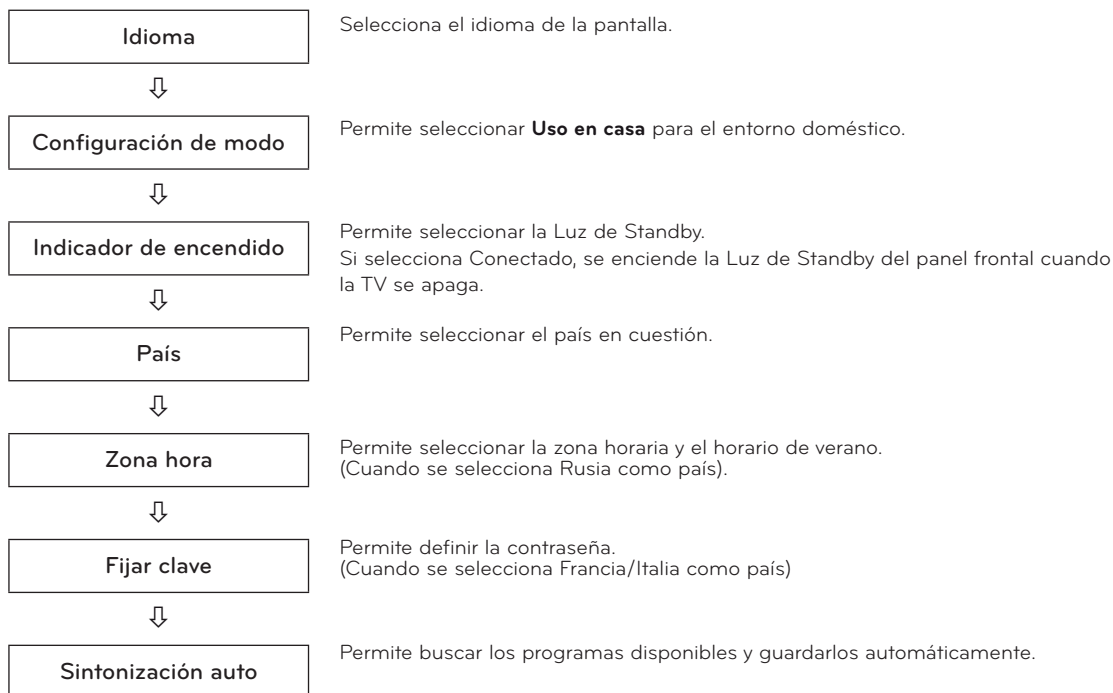 Idioma
Selecciona el idioma de la pantalla.
Configuración de modo
Permite seleccionar Uso en casa para el entorno doméstico.
Indicador de encendido
Permite seleccionar la Luz de Standby.
Si selecciona Conectado, se enciende la Luz de Standby del panel frontal cuando
la TV se apaga.
País
Permite seleccionar el país en cuestión.
Zona hora
Permite seleccionar la zona horaria y el horario de verano.
(Cuando se selecciona Rusia como país).
Fijar clave
Permite definir la contraseña.
(Cuando se selecciona Francia/Italia como país)
Sintonización auto
Permite buscar los programas disponibles y guardarlos automáticamente.